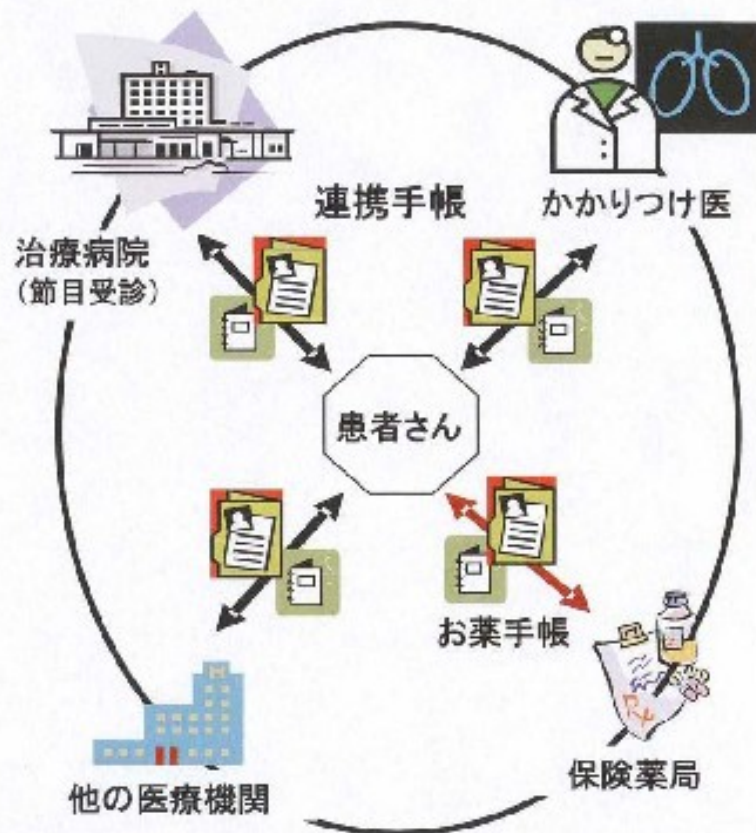 連携手帳
かかりつけ医
治療病院
(節目受診)
患者さん
お薬手帳
保険薬局
他の医療機関